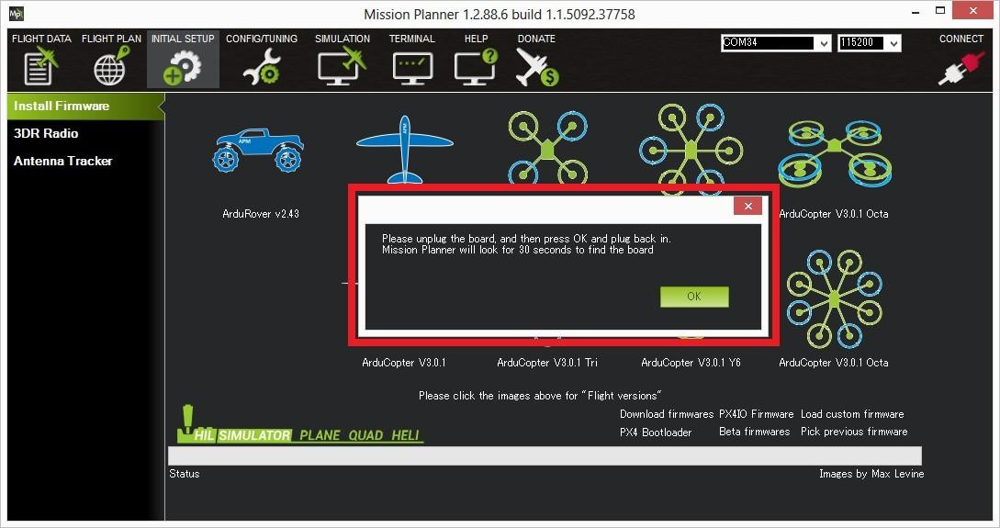 Mp
Mission Planner 1.2.88.6 build 1.1.5092.37758
FLIGHT DATA
FLIGHT PLAN
INITIAL SETUP
CONFIG/TUNING
SIMULATION
TERMINAL
HELP
DONATE
COM34
115200
CONNECT
Install Firmware
3DR Radio
Antenna Tracker
APM
APM
ArduRover v2.43
ArduCopter V3.0.1 Octa
Please unplug the board, and then press OK and plug back in.
Mission Planner will look for 30 seconds to find the board
OK
ArduCopter V3.0.1
ArduCopter V3.0.1 Tri
ArduCopter V3.0.1 Y6
ArduCopter V3.0.1 Octa
Please click the images above for "Flight versions"
HIL SIMULATOR PLANE QUAD HELI
Download firmwares
PX4IO Firmware
Load custom firmware
PX4 Bootloader
Beta firmwares
Pick previous firmware
Status
Images by Max Levine